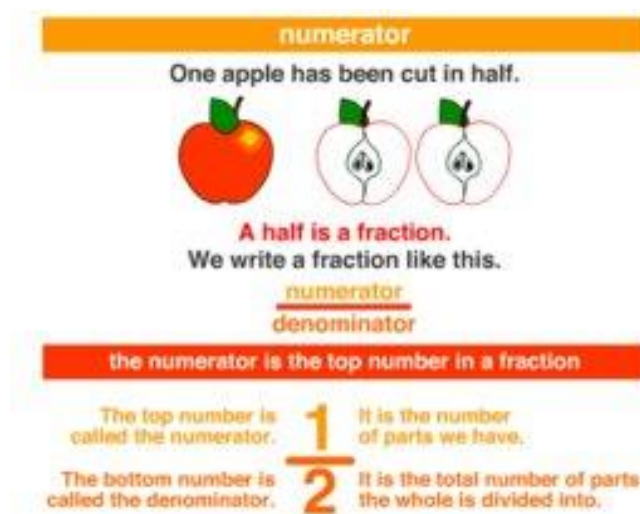 numerator
One apple has been cut in half.
A half is a fraction.
We write a fraction like this.
numerator
denominator
the numerator is the top number in a fraction
The top number is
called the numerator.
1
It is the number
of parts we have.
The bottom number is
called the denominator.
2
It is the total number of parts
the whole is divided into.